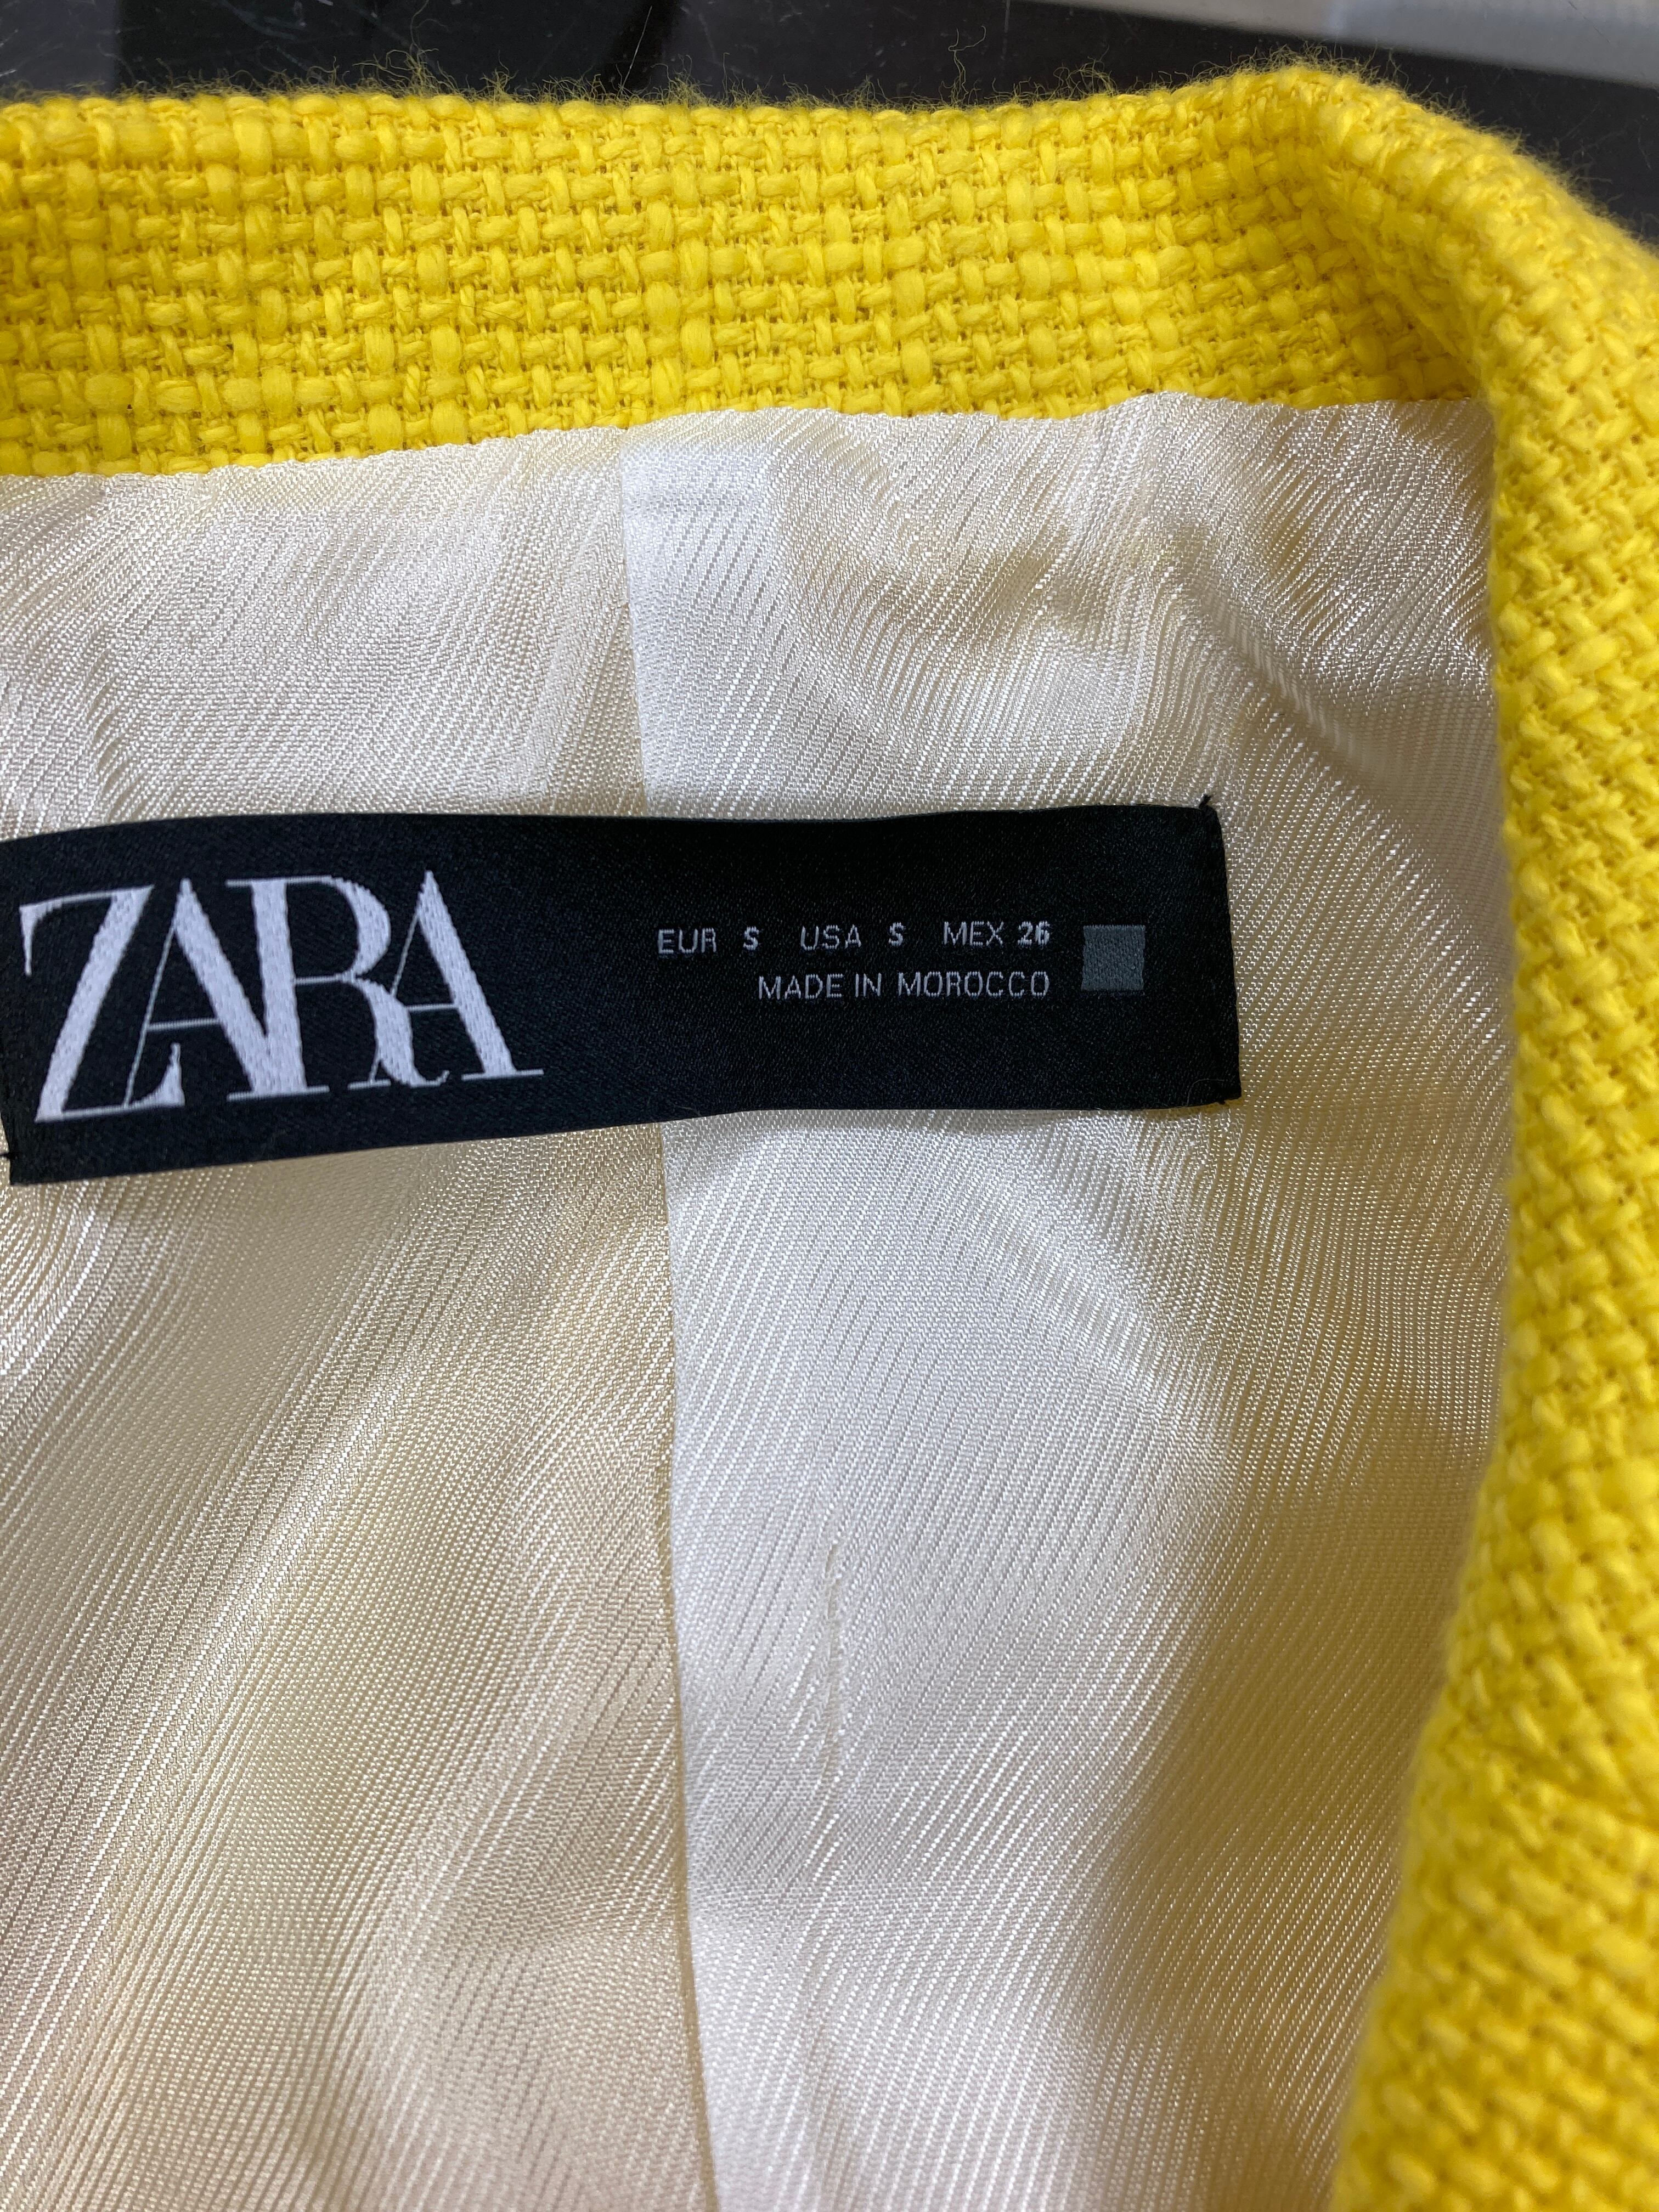 ZARA
EUR S USA S MEX 26
MADE IN MOROCCO